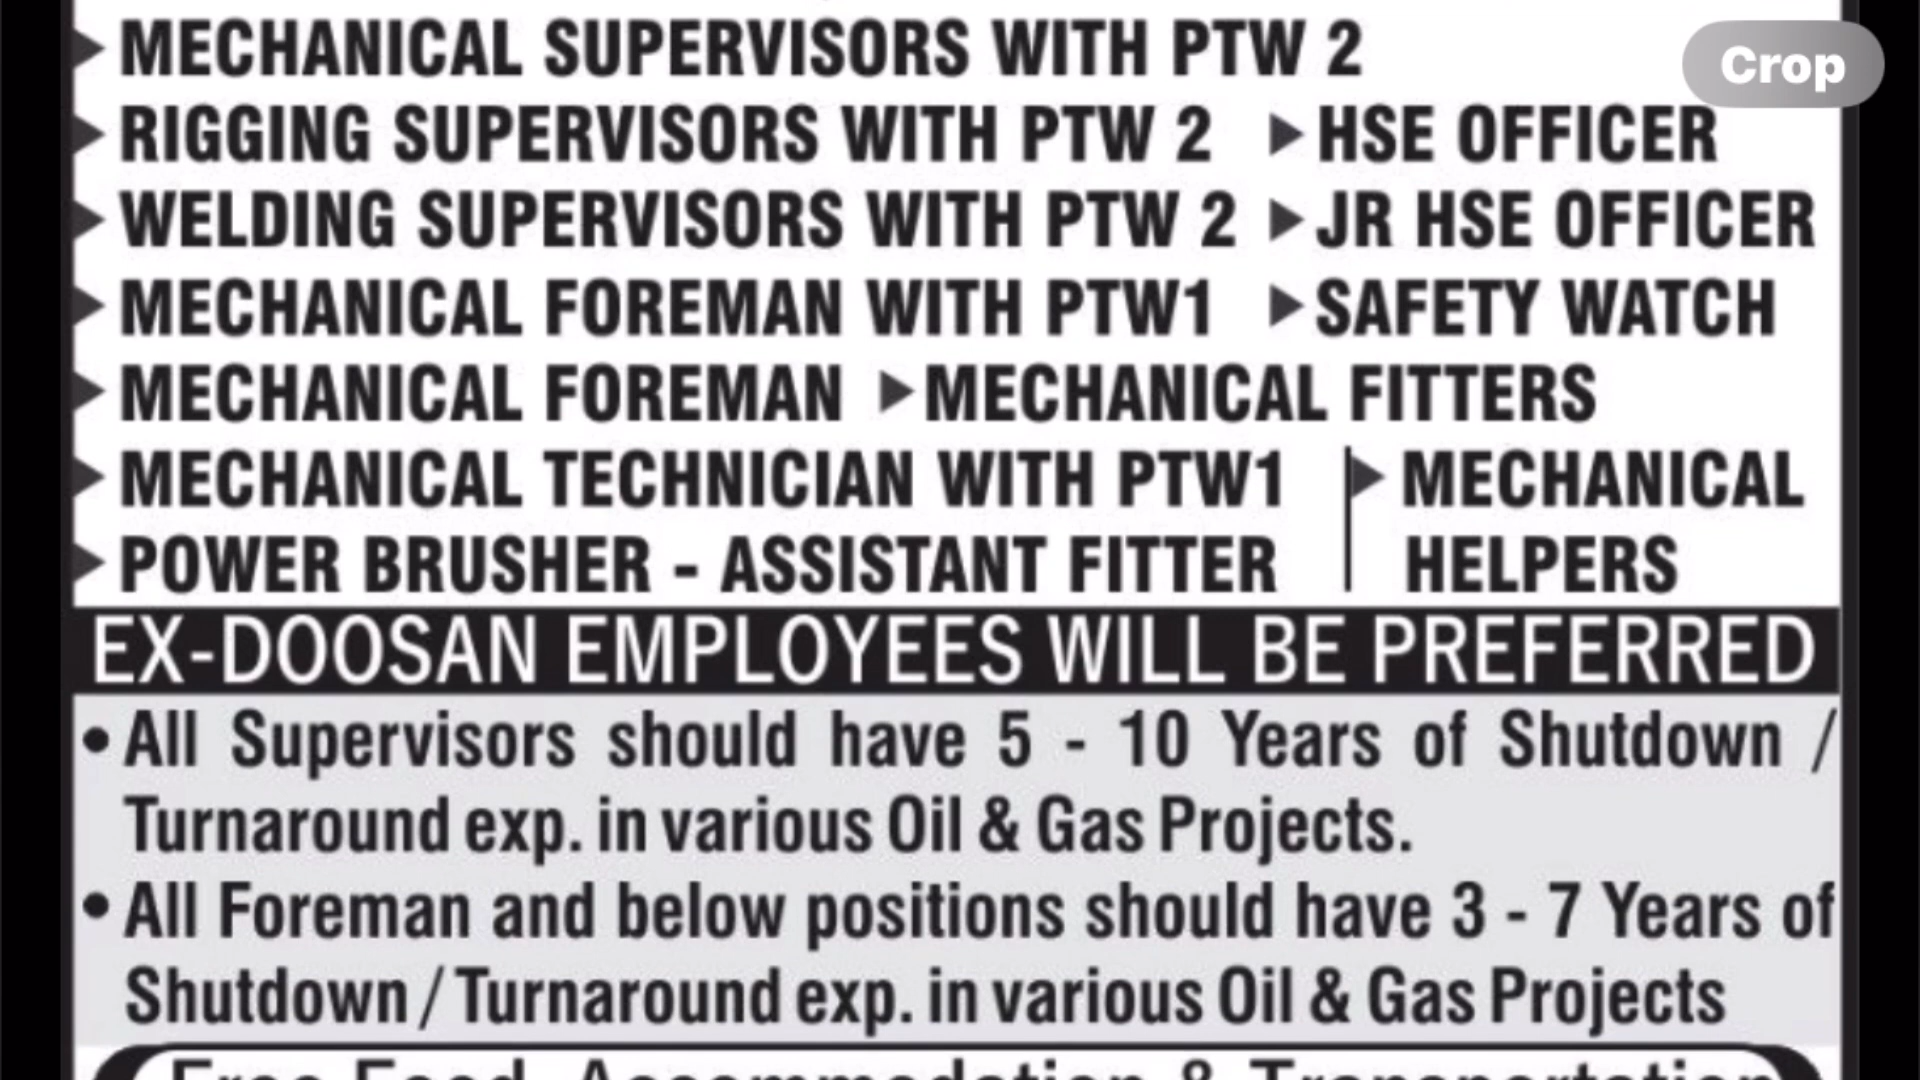 MECHANICAL SUPERVISORS WITH PTW 2
Crop
RIGGING SUPERVISORS WITH PTW 2 ▶HSE OFFICER
WELDING SUPERVISORS WITH PTW 2 ▶JR HSE OFFICER
MECHANICAL FOREMAN WITH PTW1 ▶SAFETY WATCH
MECHANICAL FOREMAN ▶MECHANICAL FITTERS
MECHANICAL TECHNICIAN WITH PTW1 ▶ MECHANICAL
POWER BRUSHER - ASSISTANT FITTER HELPERS
EX-DOOSAN EMPLOYEES WILL BE PREFERRED
• All Supervisors should have 5 - 10 Years of Shutdown /
Turnaround exp. in various Oil & Gas Projects.
• All Foreman and below positions should have 3 - 7 Years of
Shutdown / Turnaround exp. in various Oil & Gas Projects
Free Food, Accommodation & Transportation